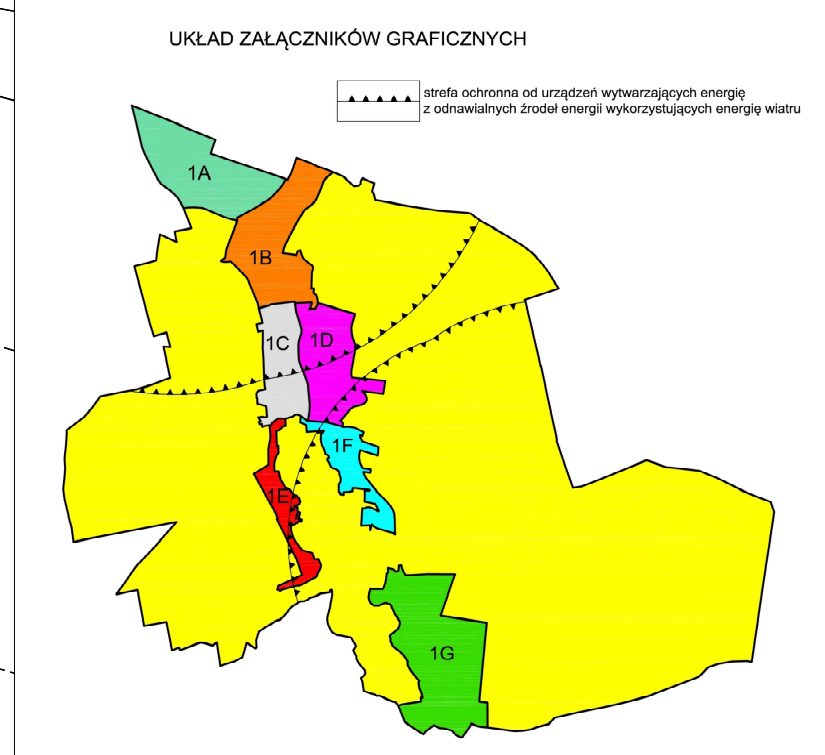 UKŁAD ZAŁĄCZNIKÓW GRAFICZNYCH
strefa ochronna od urządzeń wytwarzających energię
z odnawialnych źrodeł energii wykorzystujących energię wiatru
1A
1B
1C
1D
1F
1E
1G